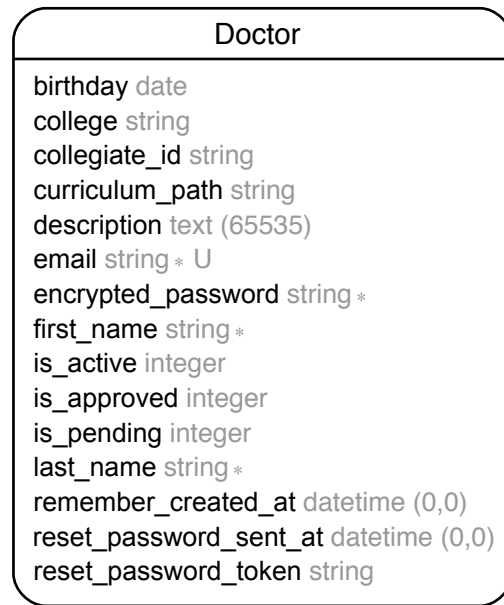 Doctor
birthday date
college string
collegiate_id string
curriculum_path string
description text (65535)
email string * U
encrypted_password string *
first_name string *
is_active integer
is_approved integer
is_pending integer
last_name string *
remember_created_at datetime (0,0)
reset_password_sent_at datetime (0,0)
reset_password_token string